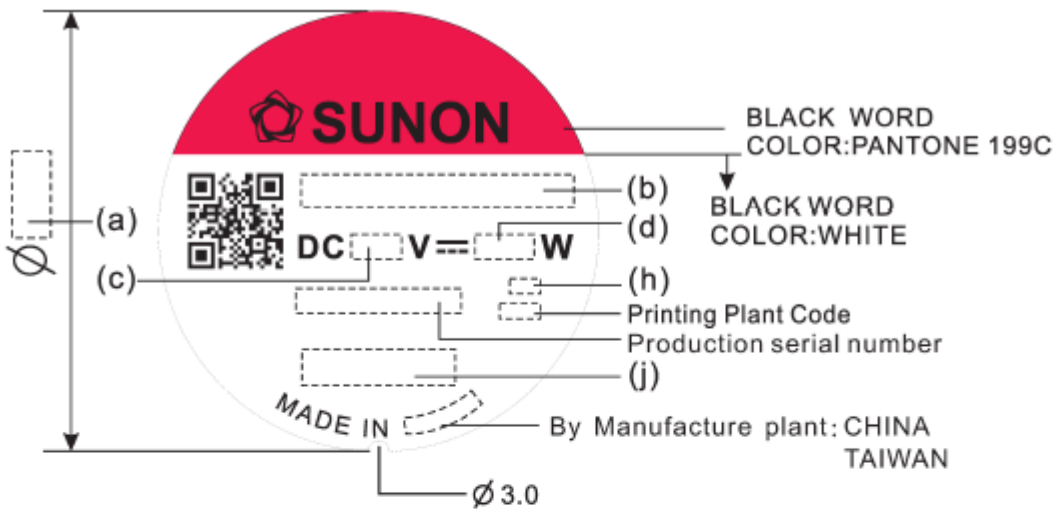 SUNON
BLACK WORD
COLOR:PANTONE 199C
(b)
BLACK WORD
COLOR:WHITE
(a)
(d)
DC V W
(c)
(h)
Printing Plant Code
Production serial number
(j)
MADE IN
By Manufacture plant: CHINA
TAIWAN
Ø
Ø 3.0